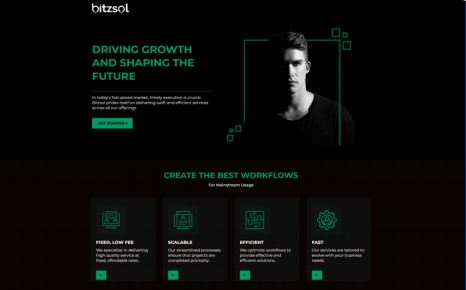 bitzsol
DRIVING GROWTH
AND SHAPING THE
FUTURE
In today's fast-paced market, timely execution is crucial.
Bitzsol prides itself on delivering swift and efficient services
across all our offerings.
GET STARTED >
CREATE THE BEST WORKFLOWS
For Mainstream Usage
FIXED, LOW FEE
We specialize in delivering
high quality service at
fixed, affordable rates.
SCALABLE
Our streamlined processes
ensure that projects are
completed promptly.
EFFICIENT
We optimize workflows to
provide effective and
efficient solutions.
FAST
Our services are tailored to
evolve with your business
needs.